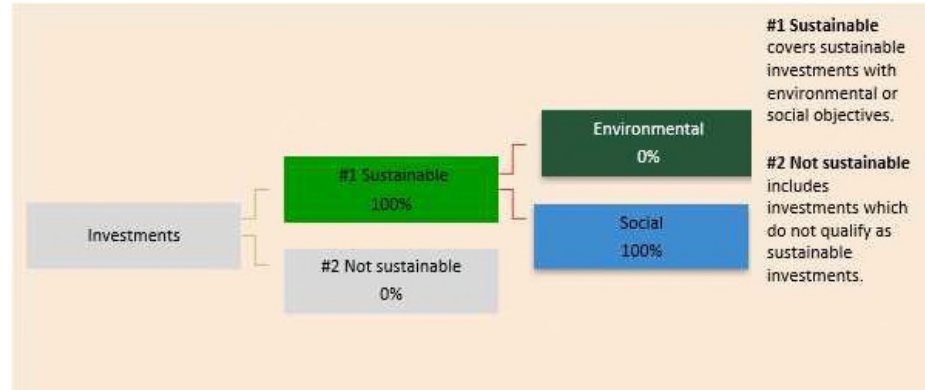 Investments
#1 Sustainable
100%
#2 Not sustainable
0%
Environmental
0%
Social
100%
#1 Sustainable
covers sustainable
investments with
environmental or
social objectives.
#2 Not sustainable
includes
investments which
do not qualify as
sustainable
investments.